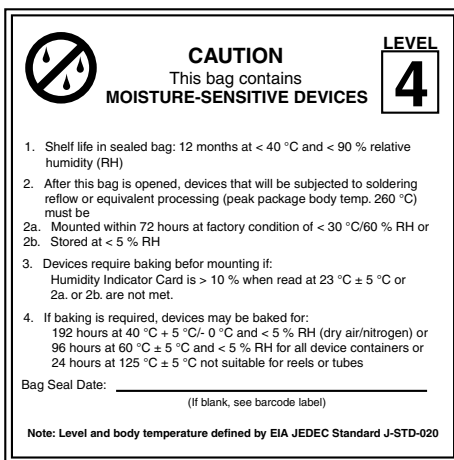 CAUTION
This bag contains
MOISTURE-SENSITIVE DEVICES
LEVEL
4
1. Shelf life in sealed bag: 12 months at < 40 °C and < 90 % relative
humidity (RH)
2. After this bag is opened, devices that will be subjected to soldering
reflow or equivalent processing (peak package body temp. 260 °C)
must be
2a. Mounted within 72 hours at factory condition of < 30 °C/60 % RH or
2b. Stored at < 5 % RH
3. Devices require baking befor mounting if:
Humidity Indicator Card is > 10 % when read at 23 °C ± 5 °C or
2a. or 2b. are not met.
4. If baking is required, devices may be baked for:
192 hours at 40 °C + 5 °C/- 0 °C and < 5 % RH (dry air/nitrogen) or
96 hours at 60 °C ± 5 °C and < 5 % RH for all device containers or
24 hours at 125 °C ± 5 °C not suitable for reels or tubes
Bag Seal Date:
(If blank, see barcode label)
Note: Level and body temperature defined by EIA JEDEC Standard J-STD-020